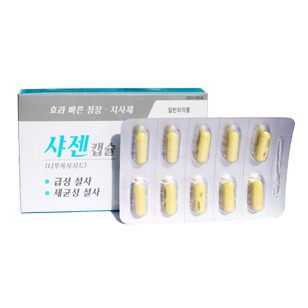 효과 빠른 정장 · 지사제
일반의약품
샤젠캡슐
(니푸록사지드)
• 급성 설사
• 세균성 설사